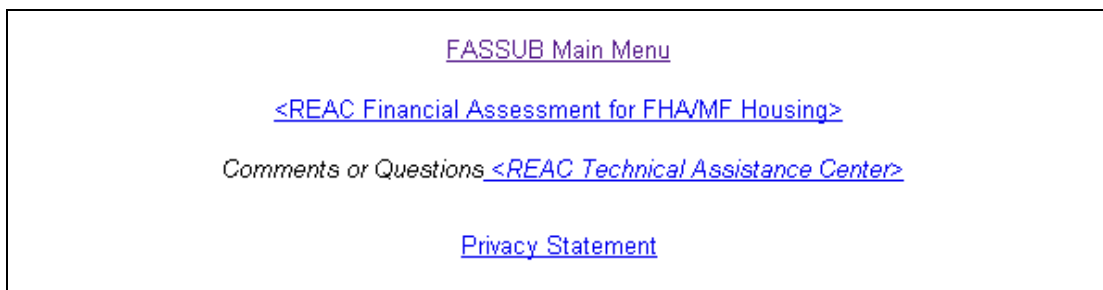 FASSUB Main Menu
<REAC Financial Assessment for FHA/MF Housing>
Comments or Questions <REAC Technical Assistance Center>
Privacy Statement